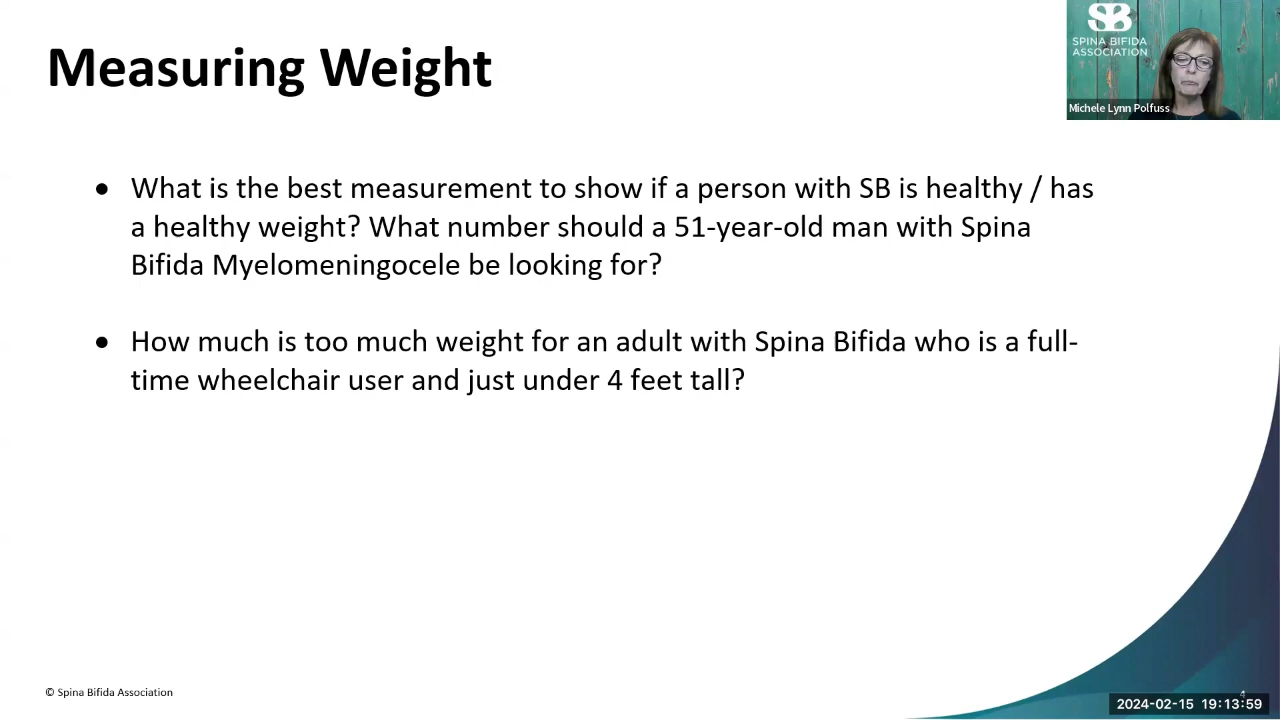 Measuring Weight
SB
SPINA BIFIDA
ASSOCIATION
Michele Lynn Polfuss
● What is the best measurement to show if a person with SB is healthy / has
a healthy weight? What number should a 51-year-old man with Spina
Bifida Myelomeningocele be looking for?
● How much is too much weight for an adult with Spina Bifida who is a full-
time wheelchair user and just under 4 feet tall?
© Spina Bifida Association
4
2024-02-15 19:13:59